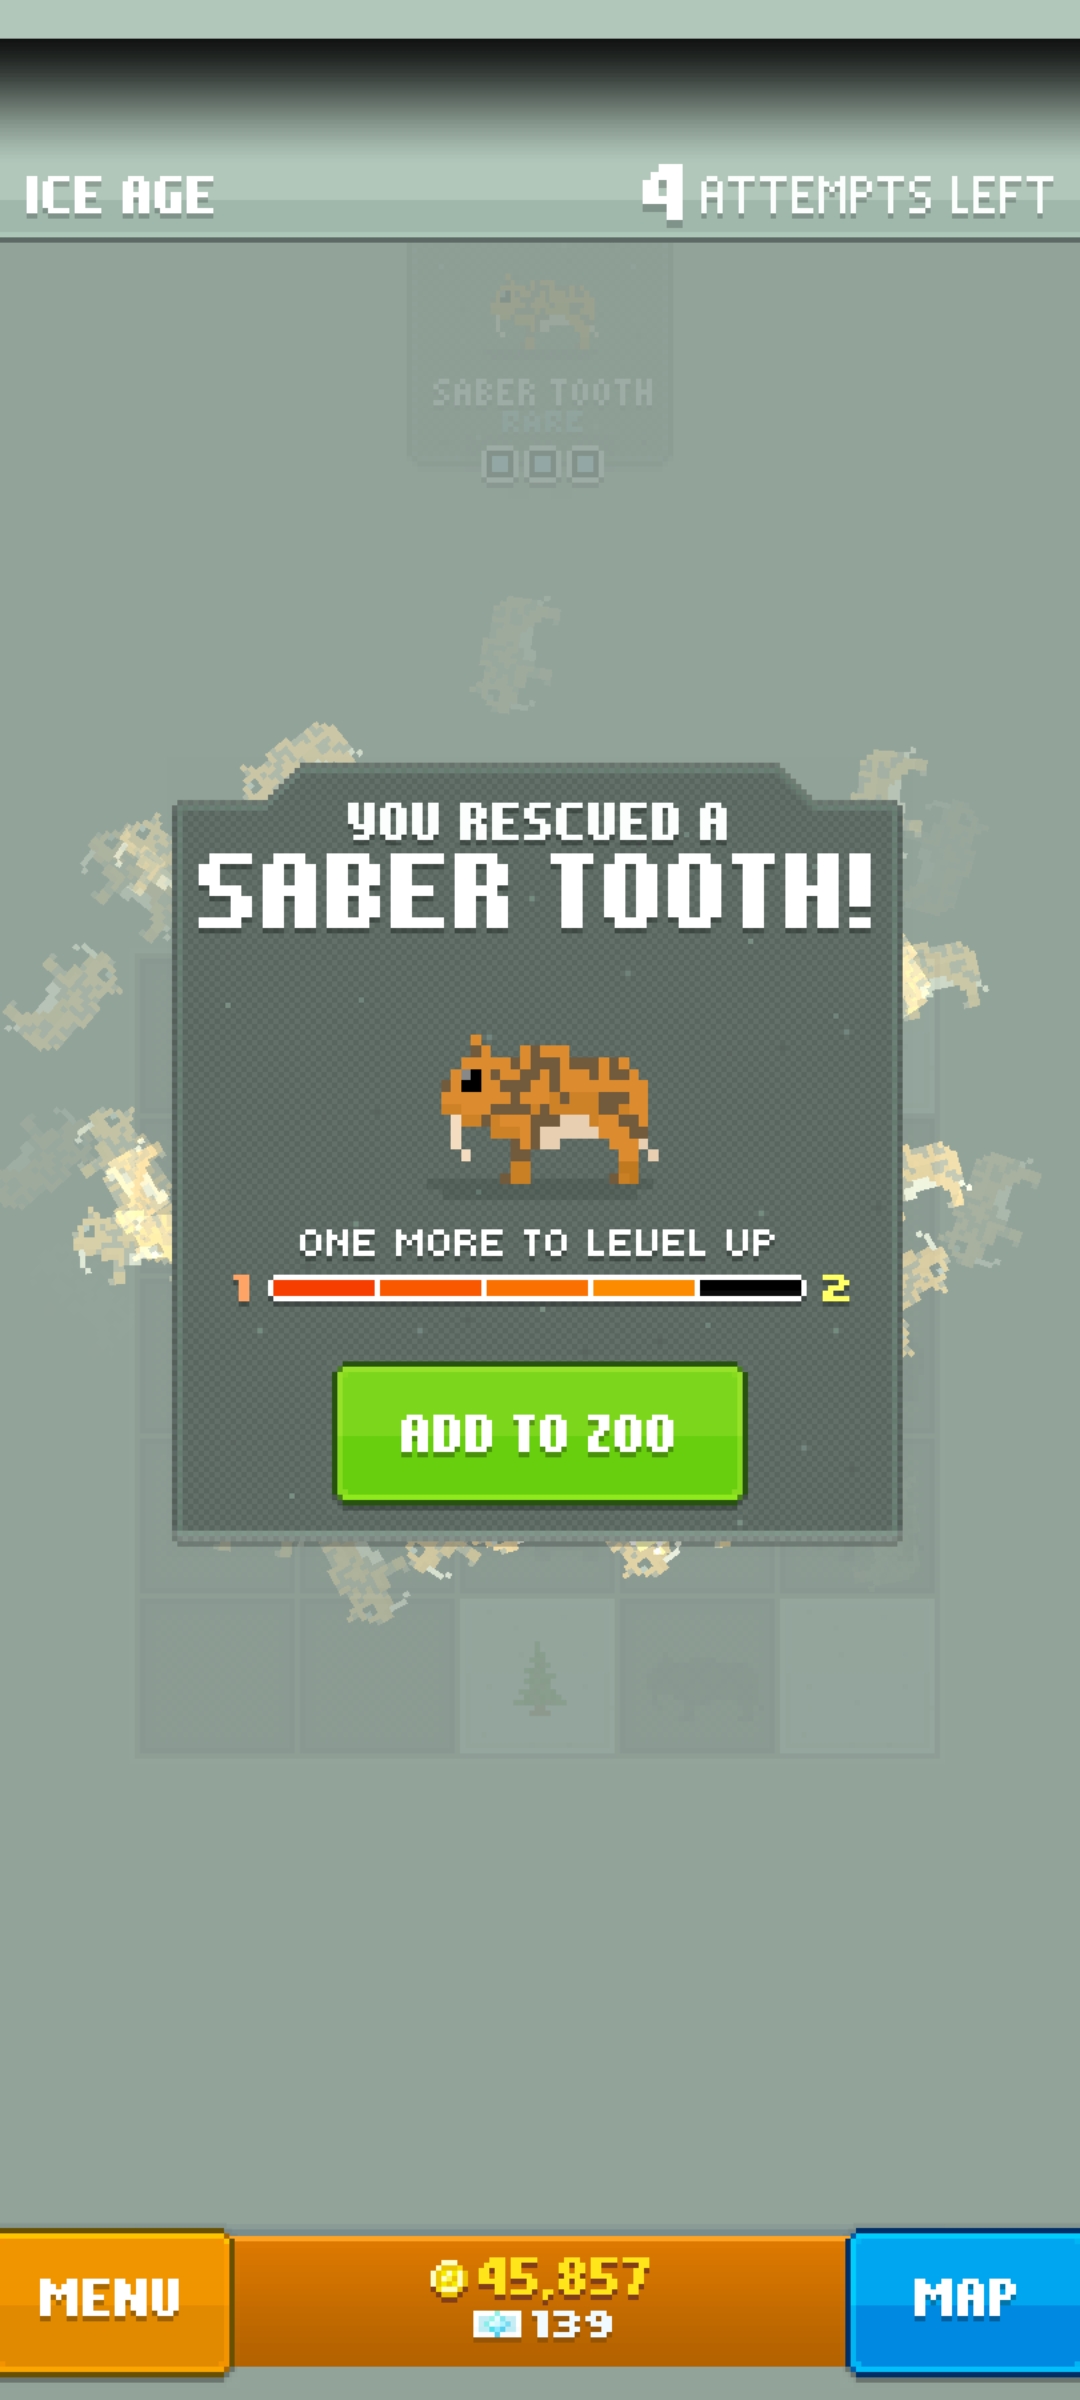 ICE AGE
4 ATTEMPTS LEFT
SABER TOOTH
RARE
YOU RESCUED A
SABER TOOTH!
ONE MORE TO LEVEL UP
1 2
ADD TO ZOO
MENU
45,857
139
MAP